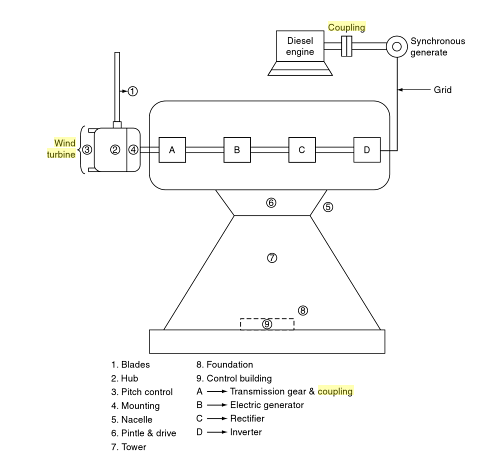 Coupling
Diesel
engine
Synchronous
generate
Grid
①
Wind
turbine
③ ② ④ A B C D
⑥ ⑤
⑦
⑧
⑨
1. Blades
2. Hub
3. Pitch control
4. Mounting
5. Nacelle
6. Pintle & drive
7. Tower
8. Foundation
9. Control building
A → Transmission gear & coupling
B → Electric generator
C → Rectifier
D → Inverter